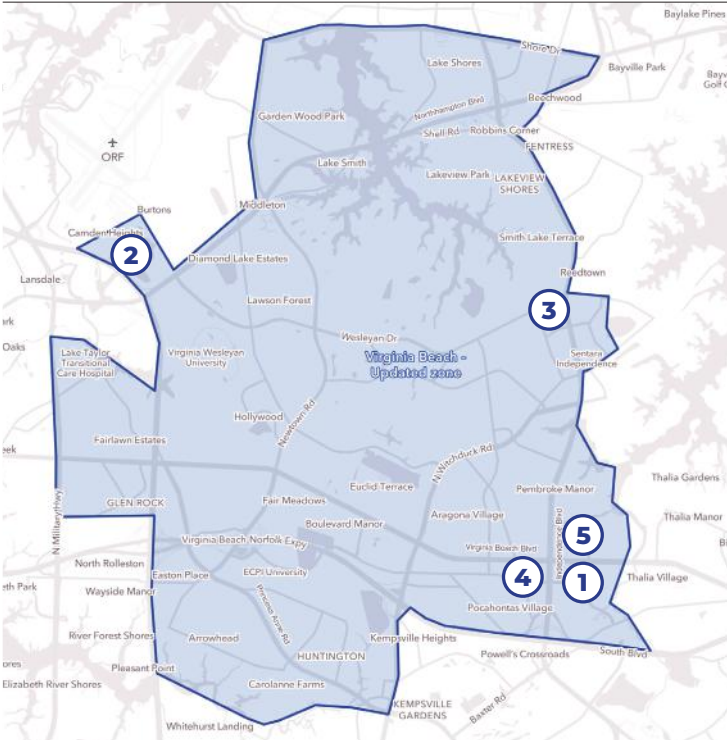 Baylake Pines
Shore Dr
Lake Shores
Bayville Park
Beechwood
Northhampton Blvd
Garden Wood Park
Shell Rd
Robbins Corner
FENTRESS
ORF
Lake Smith
Lakeview Park
LAKEVIEW
SHORES
Burtons
Middleton
Camden Heights
2
Smith Lake Terrace
Diamond Lake Estates
Reedtown
Lansdale
Lawson Forest
3
Wesleyan Dr
Oaks
Lake Taylor
Transitional
Care Hospital
Virginia Wesleyan
University
Virginia Beach -
Updated zone
Sentara
Independence
Hollywood
Newtown Rd
Fairlawn Estates
N Witchduck Rd
eek
Thalia Gardens
Euclid Terrace
Pembroke Manor
GLEN ROCK
Fair Meadows
Aragona Village
Thalia Manor
N Military Hwy
Boulevard Manor
Independence Blvd
5
Virginia Beach Norfolk Expy
Virginia Beach Blvd
North Rolleston
Easton Place
ECPI University
4
1
Thalia Village
eth Park
Wayside Manor
Princess Anne Rd
Pocahontas Village
River Forest Shores
Arrowhead
Kempsville Heights
ores
Pleasant Point
HUNTINGTON
Powell's Crossroads
South Blvd
Elizabeth River Shores
Carolanne Farms
KEMPSVILLE
GARDENS
Baxter Rd
Whitehurst Landing